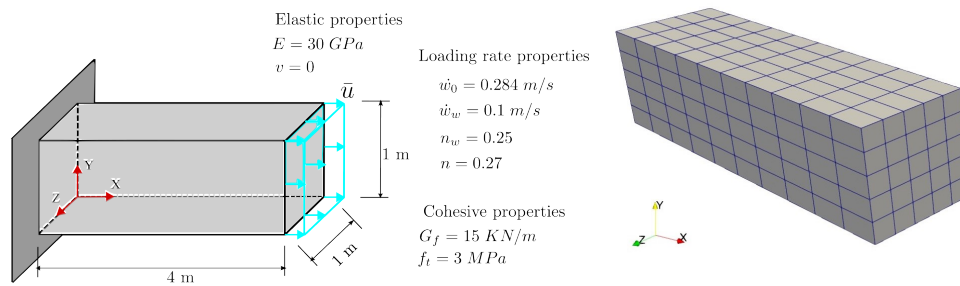 Elastic properties
E = 30 GPa
v = 0
Loading rate properties
ẇ₀ = 0.284 m/s
ẇ_w = 0.1 m/s
n_w = 0.25
n = 0.27
Cohesive properties
G_f = 15 KN/m
f_t = 3 MPa
ū
1 m
Y
X
Z
1 m
4 m
Y
Z
X